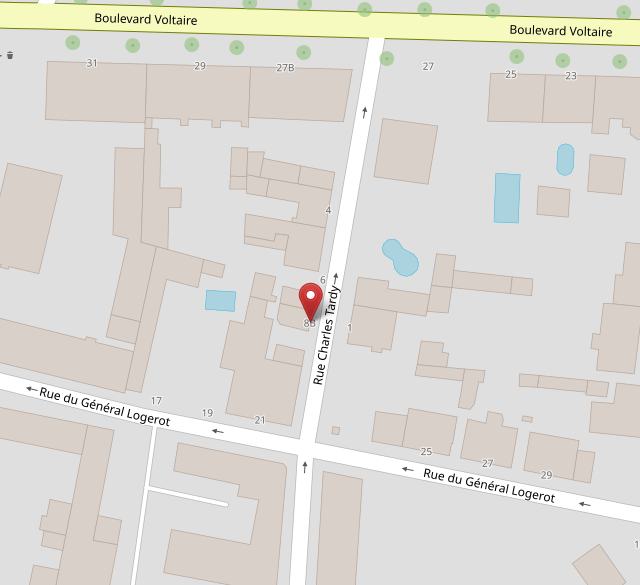 Boulevard Voltaire
Boulevard Voltaire
31
29
27B
27
25
23
4
6
8B
1
Rue Charles Tardy
17
19
21
Rue du Général Logerot
25
27
29
Rue du Général Logerot
1